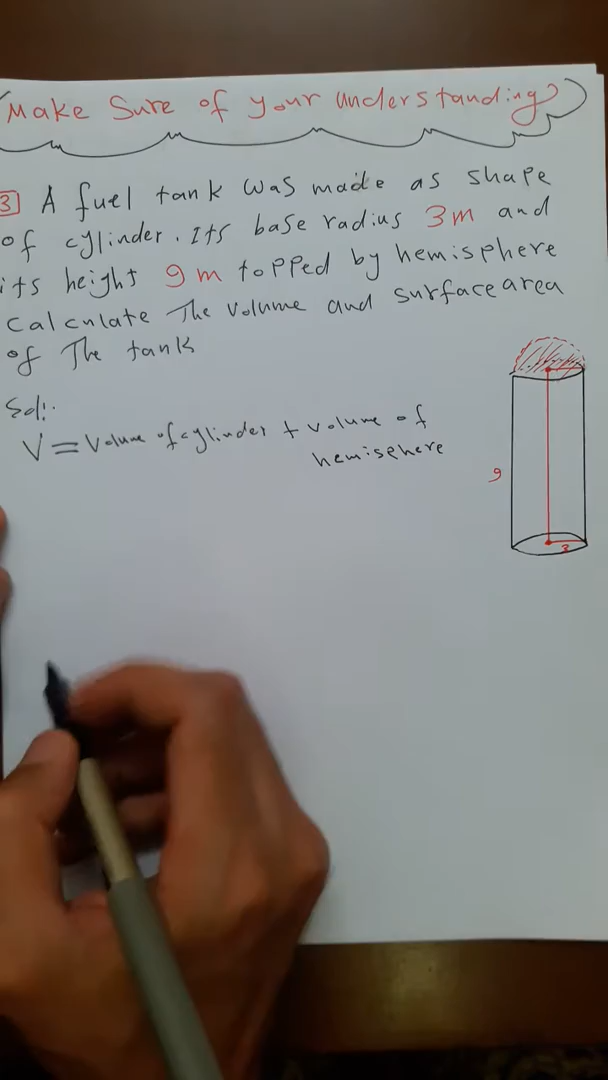 Make Sure of your understanding
3 A fuel tank was made as shape
of cylinder. Its base radius 3m and
its height 9m topped by hemisphere
Calculate The Volume and surface area
of The tank
Sol:
V = Volume of cylinder + volume of
hemisphere
9
3